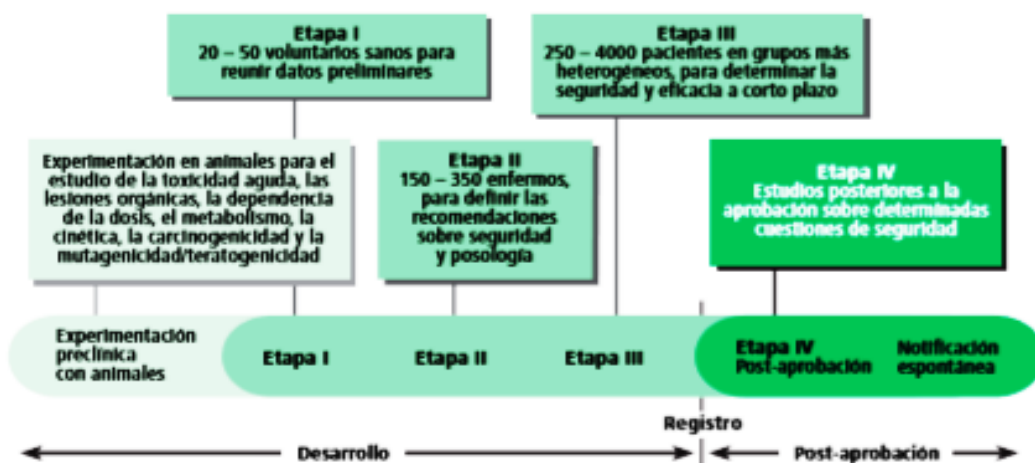 Etapa I
20 – 50 voluntarios sanos para
reunir datos preliminares
Etapa III
250 – 4000 pacientes en grupos más
heterogéneos, para determinar la
seguridad y eficacia a corto plazo
Experimentación en animales para el
estudio de la toxicidad aguda, las
lesiones orgánicas, la dependencia
de la dosis, el metabolismo, la
cinética, la carcinogenicidad y la
mutagenicidad/teratogenicidad
Etapa II
150 – 350 enfermos,
para definir las
recomendaciones
sobre seguridad
y posología
Etapa IV
Estudios posteriores a la
aprobación sobre determinadas
cuestiones de seguridad
Experimentación
preclínica
con animales
Etapa I
Etapa II
Etapa III
Etapa IV
Post-aprobación
Notificación
espontánea
Registro
Desarrollo
Post-aprobación